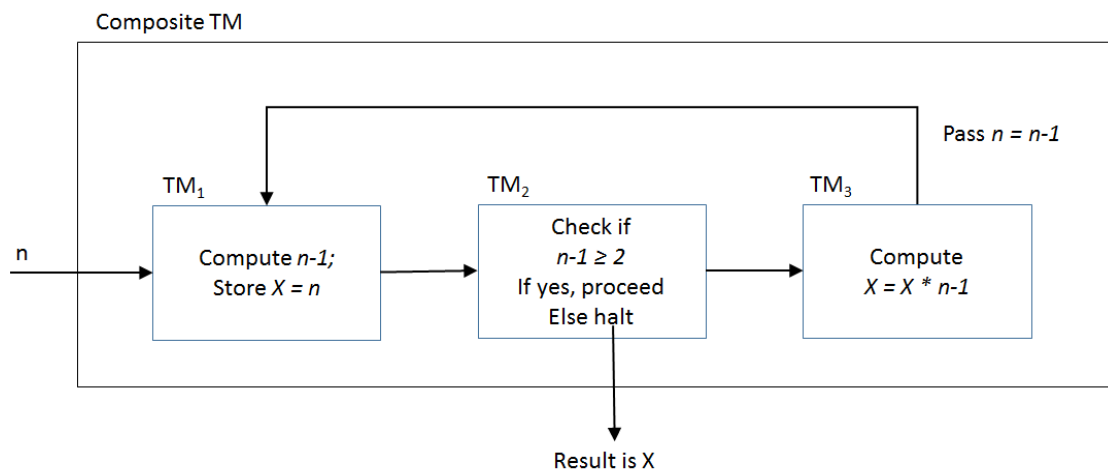 Composite TM
Pass n = n-1
TM₁
TM₂
TM₃
n
Compute n-1;
Store X = n
Check if
n-1 ≥ 2
If yes, proceed
Else halt
Compute
X = X * n-1
Result is X